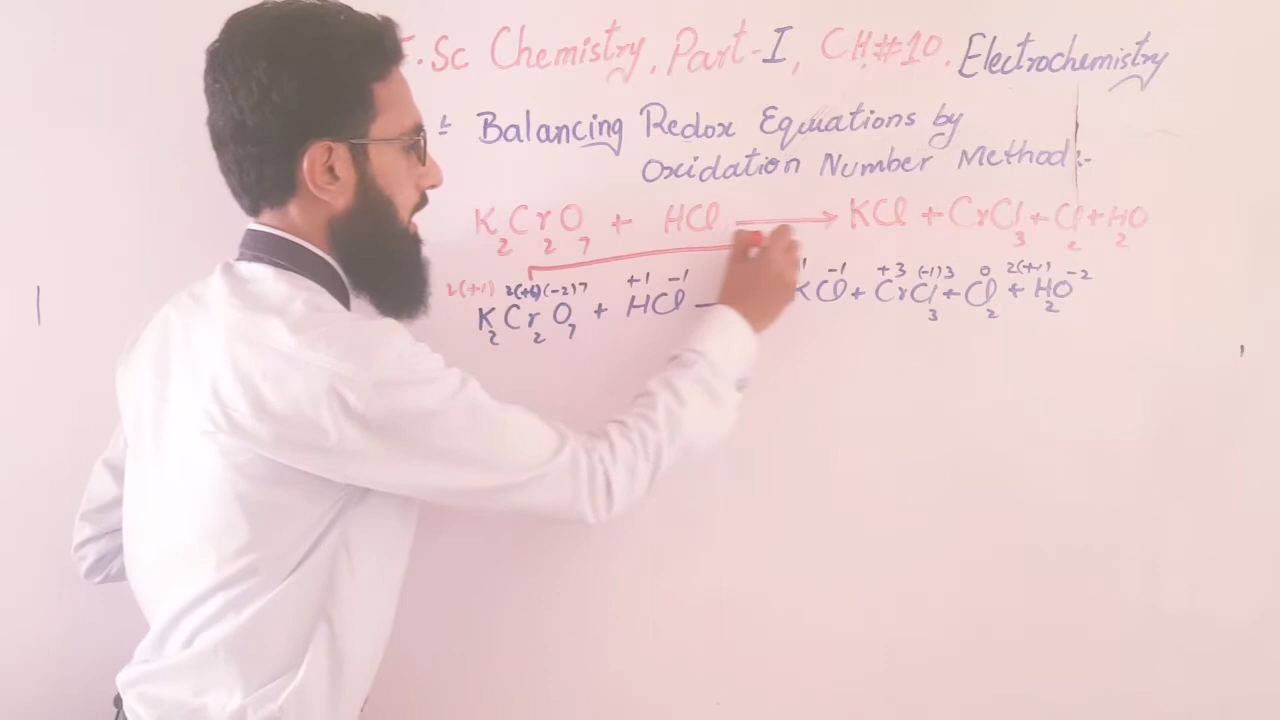 .Sc Chemistry, Part-I, CH#10. Electrochemistry
:- Balancing Redox Equations by
Oxidation Number Method:-
K₂Cr₂O₇ + HCl → KCl + CrCl₃ + Cl₂ + H₂O
2(+1) 2(+6) (-2)7 +1 -1 -1 +3 (-1)3 0 2(+1) -2
K₂Cr₂O₇ + HCl KCl + CrCl₃ + Cl₂ + H₂O